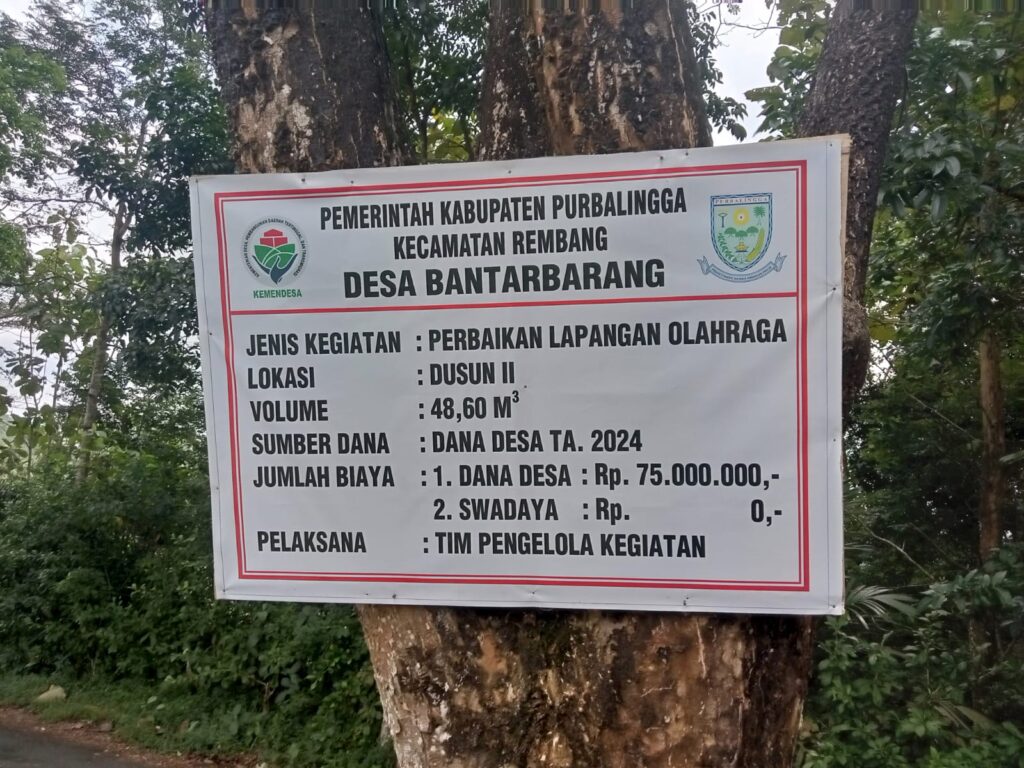 PEMERINTAH KABUPATEN PURBALINGGA
KECAMATAN REMBANG
DESA BANTARBARANG
KEMENDESA
PURBALINGGA
JENIS KEGIATAN : PERBAIKAN LAPANGAN OLAHRAGA
LOKASI : DUSUN II
VOLUME : 48,60 M³
SUMBER DANA : DANA DESA TA. 2024
JUMLAH BIAYA : 1. DANA DESA : Rp. 75.000.000,-
2. SWADAYA : Rp. 0,-
PELAKSANA : TIM PENGELOLA KEGIATAN